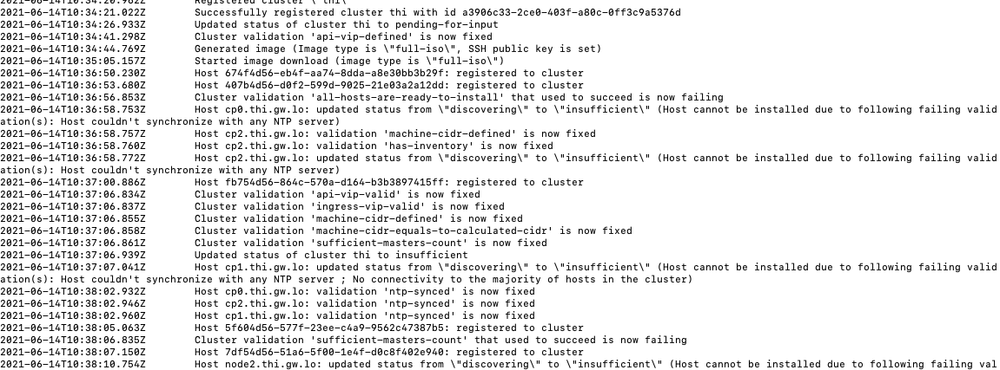 2021-06-14T10:34:20.982Z Registered cluster \"thi\"
2021-06-14T10:34:21.022Z Successfully registered cluster thi with id a3906c33-2ce0-403f-a80c-0ff3c9a5376d
2021-06-14T10:34:26.933Z Updated status of cluster thi to pending-for-input
2021-06-14T10:34:41.298Z Cluster validation 'api-vip-defined' is now fixed
2021-06-14T10:34:44.769Z Generated image (Image type is \"full-iso\", SSH public key is set)
2021-06-14T10:35:05.157Z Started image download (image type is \"full-iso\")
2021-06-14T10:36:50.230Z Host 674f4d56-eb4f-aa74-8dda-a8e30bb3b29f: registered to cluster
2021-06-14T10:36:53.680Z Host 407b4d56-d0f2-599d-9025-21e03a2a12dd: registered to cluster
2021-06-14T10:36:56.853Z Cluster validation 'all-hosts-are-ready-to-install' that used to succeed is now failing
2021-06-14T10:36:58.753Z Host cp0.thi.gw.lo: updated status from \"discovering\" to \"insufficient\" (Host cannot be installed due to following failing valid
ation(s): Host couldn't synchronize with any NTP server)
2021-06-14T10:36:58.757Z Host cp2.thi.gw.lo: validation 'machine-cidr-defined' is now fixed
2021-06-14T10:36:58.760Z Host cp2.thi.gw.lo: validation 'has-inventory' is now fixed
2021-06-14T10:36:58.772Z Host cp2.thi.gw.lo: updated status from \"discovering\" to \"insufficient\" (Host cannot be installed due to following failing valid
ation(s): Host couldn't synchronize with any NTP server)
2021-06-14T10:37:00.886Z Host fb754d56-864c-570a-d164-b3b3897415ff: registered to cluster
2021-06-14T10:37:06.834Z Cluster validation 'api-vip-valid' is now fixed
2021-06-14T10:37:06.837Z Cluster validation 'ingress-vip-valid' is now fixed
2021-06-14T10:37:06.855Z Cluster validation 'machine-cidr-defined' is now fixed
2021-06-14T10:37:06.858Z Cluster validation 'machine-cidr-equals-to-calculated-cidr' is now fixed
2021-06-14T10:37:06.861Z Cluster validation 'sufficient-masters-count' is now fixed
2021-06-14T10:37:06.939Z Updated status of cluster thi to insufficient
2021-06-14T10:37:07.041Z Host cp1.thi.gw.lo: updated status from \"discovering\" to \"insufficient\" (Host cannot be installed due to following failing valid
ation(s): Host couldn't synchronize with any NTP server ; No connectivity to the majority of hosts in the cluster)
2021-06-14T10:38:02.932Z Host cp0.thi.gw.lo: validation 'ntp-synced' is now fixed
2021-06-14T10:38:02.946Z Host cp2.thi.gw.lo: validation 'ntp-synced' is now fixed
2021-06-14T10:38:02.960Z Host cp1.thi.gw.lo: validation 'ntp-synced' is now fixed
2021-06-14T10:38:05.063Z Host 5f604d56-577f-23ee-c4a9-9562c47387b5: registered to cluster
2021-06-14T10:38:06.835Z Cluster validation 'sufficient-masters-count' that used to succeed is now failing
2021-06-14T10:38:07.150Z Host 7df54d56-51a6-5f00-1e4f-d0c8f402e940: registered to cluster
2021-06-14T10:38:10.754Z Host node2.thi.gw.lo: updated status from \"discovering\" to \"insufficient\" (Host cannot be installed due to following failing val